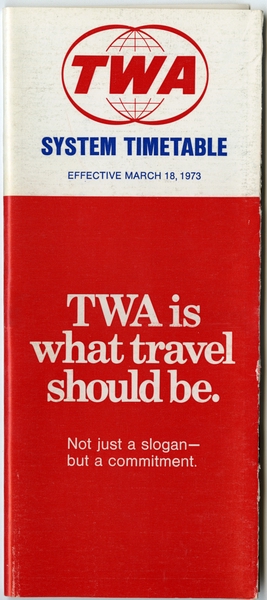 TWA
SYSTEM TIMETABLE
EFFECTIVE MARCH 18, 1973
TWA is
what travel
should be.
Not just a slogan—
but a commitment.